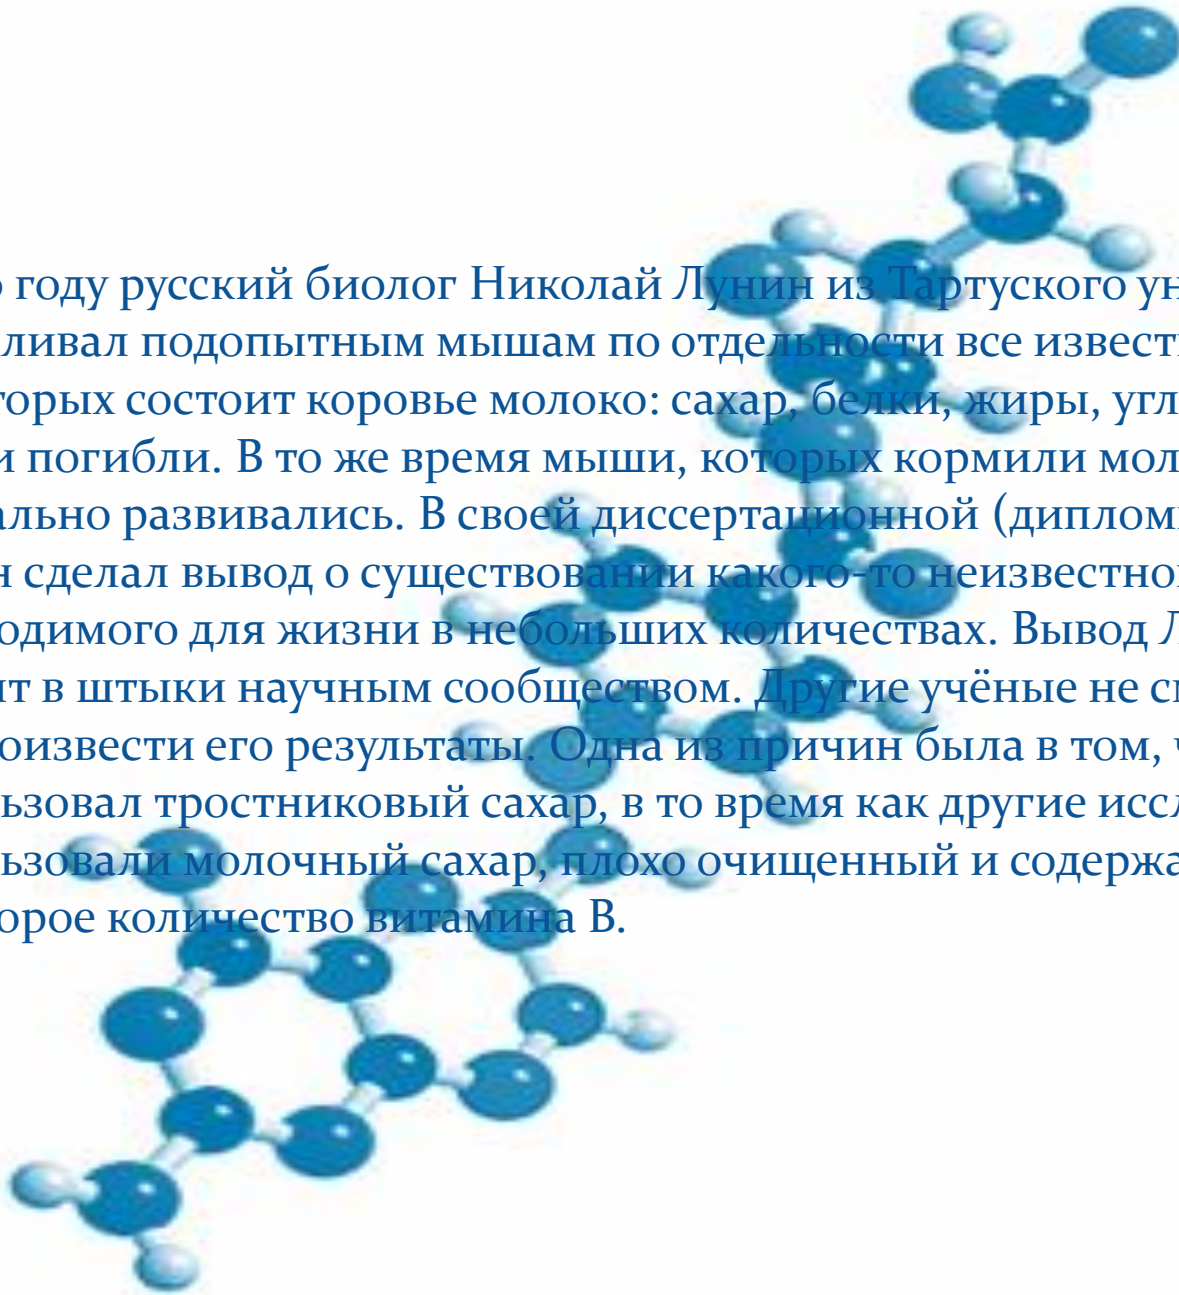 году русский биолог Николай Лунин из Тартуского ун
ливал подопытным мышам по отдельности все извест
торых состоит коровье молоко: сахар, белки, жиры, угл
и погибли. В то же время мыши, которых кормили мол
ально развивались. В своей диссертационной (диплом
н сделал вывод о существовании какого-то неизвестно
одимого для жизни в небольших количествах. Вывод Л
ят в штыки научным сообществом. Другие учёные не с
оизвести его результаты. Одна из причин была в том, ч
ьзовал тростниковый сахар, в то время как другие иссл
ьзовали молочный сахар, плохо очищенный и содержа
орое количество витамина B.